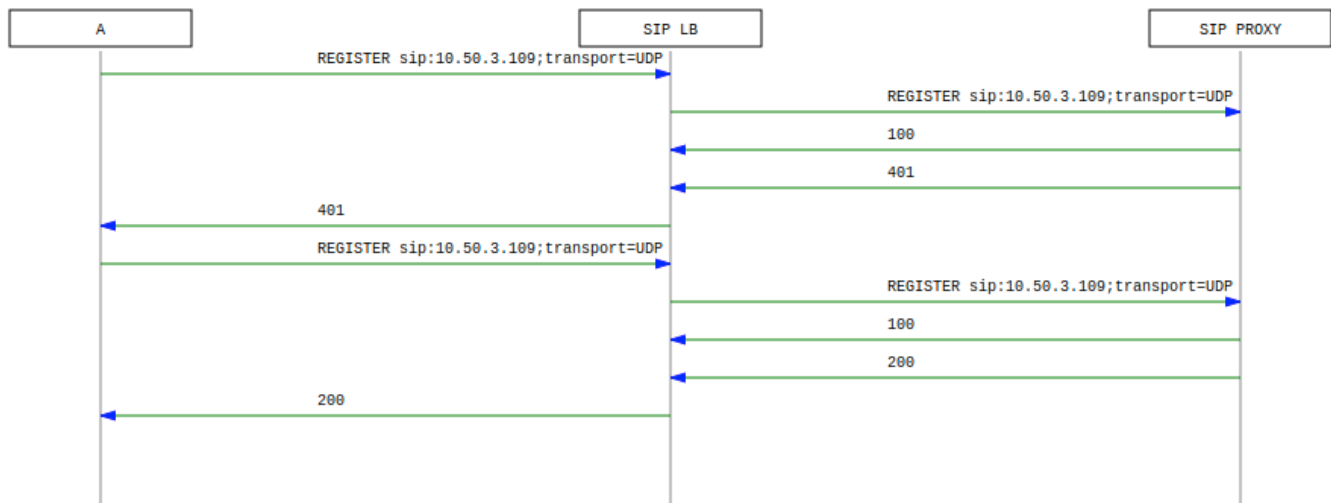 A
SIP LB
SIP PROXY
REGISTER sip:10.50.3.109;transport=UDP
REGISTER sip:10.50.3.109;transport=UDP
100
401
401
REGISTER sip:10.50.3.109;transport=UDP
REGISTER sip:10.50.3.109;transport=UDP
100
200
200